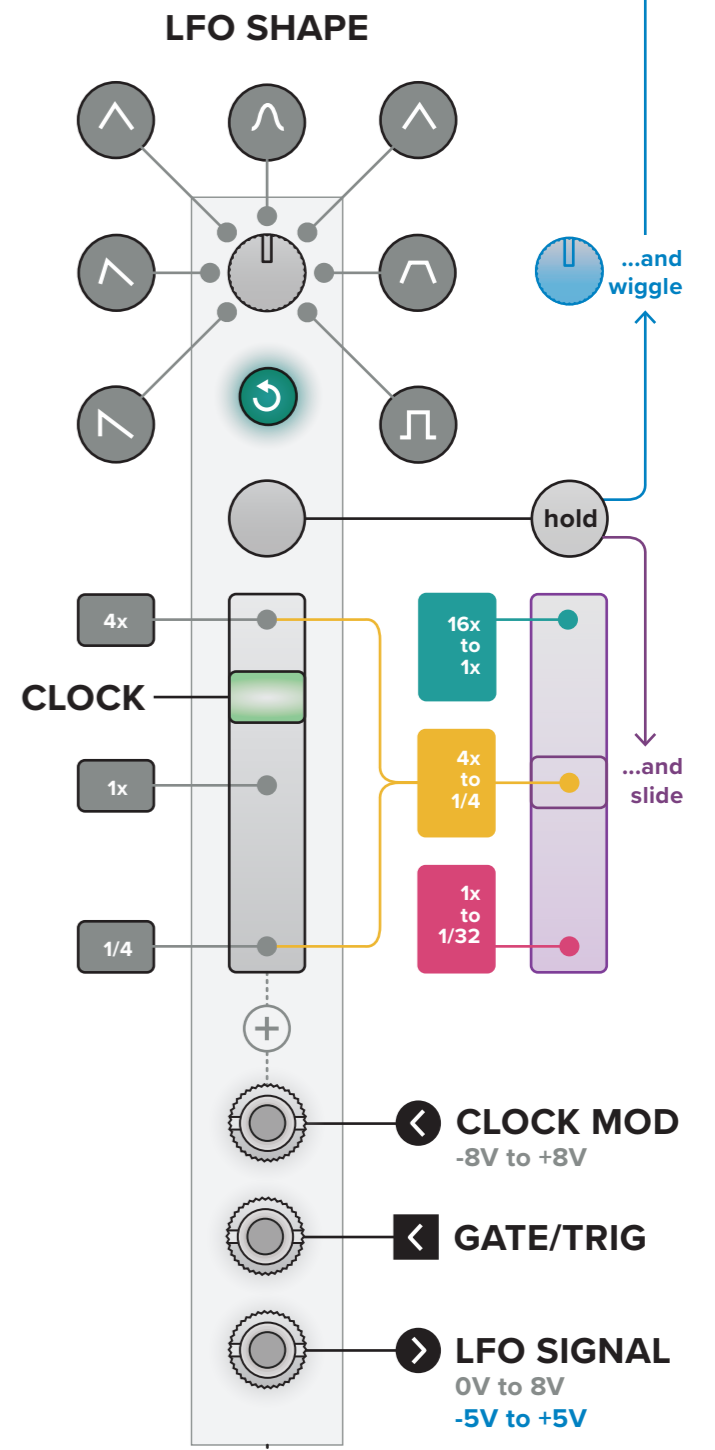 LFO SHAPE
...and
wiggle
hold
4x
16x
to
1x
CLOCK
1x
4x
to
1/4
...and
slide
1/4
1x
to
1/32
CLOCK MOD
-8V to +8V
GATE/TRIG
LFO SIGNAL
0V to 8V
-5V to +5V